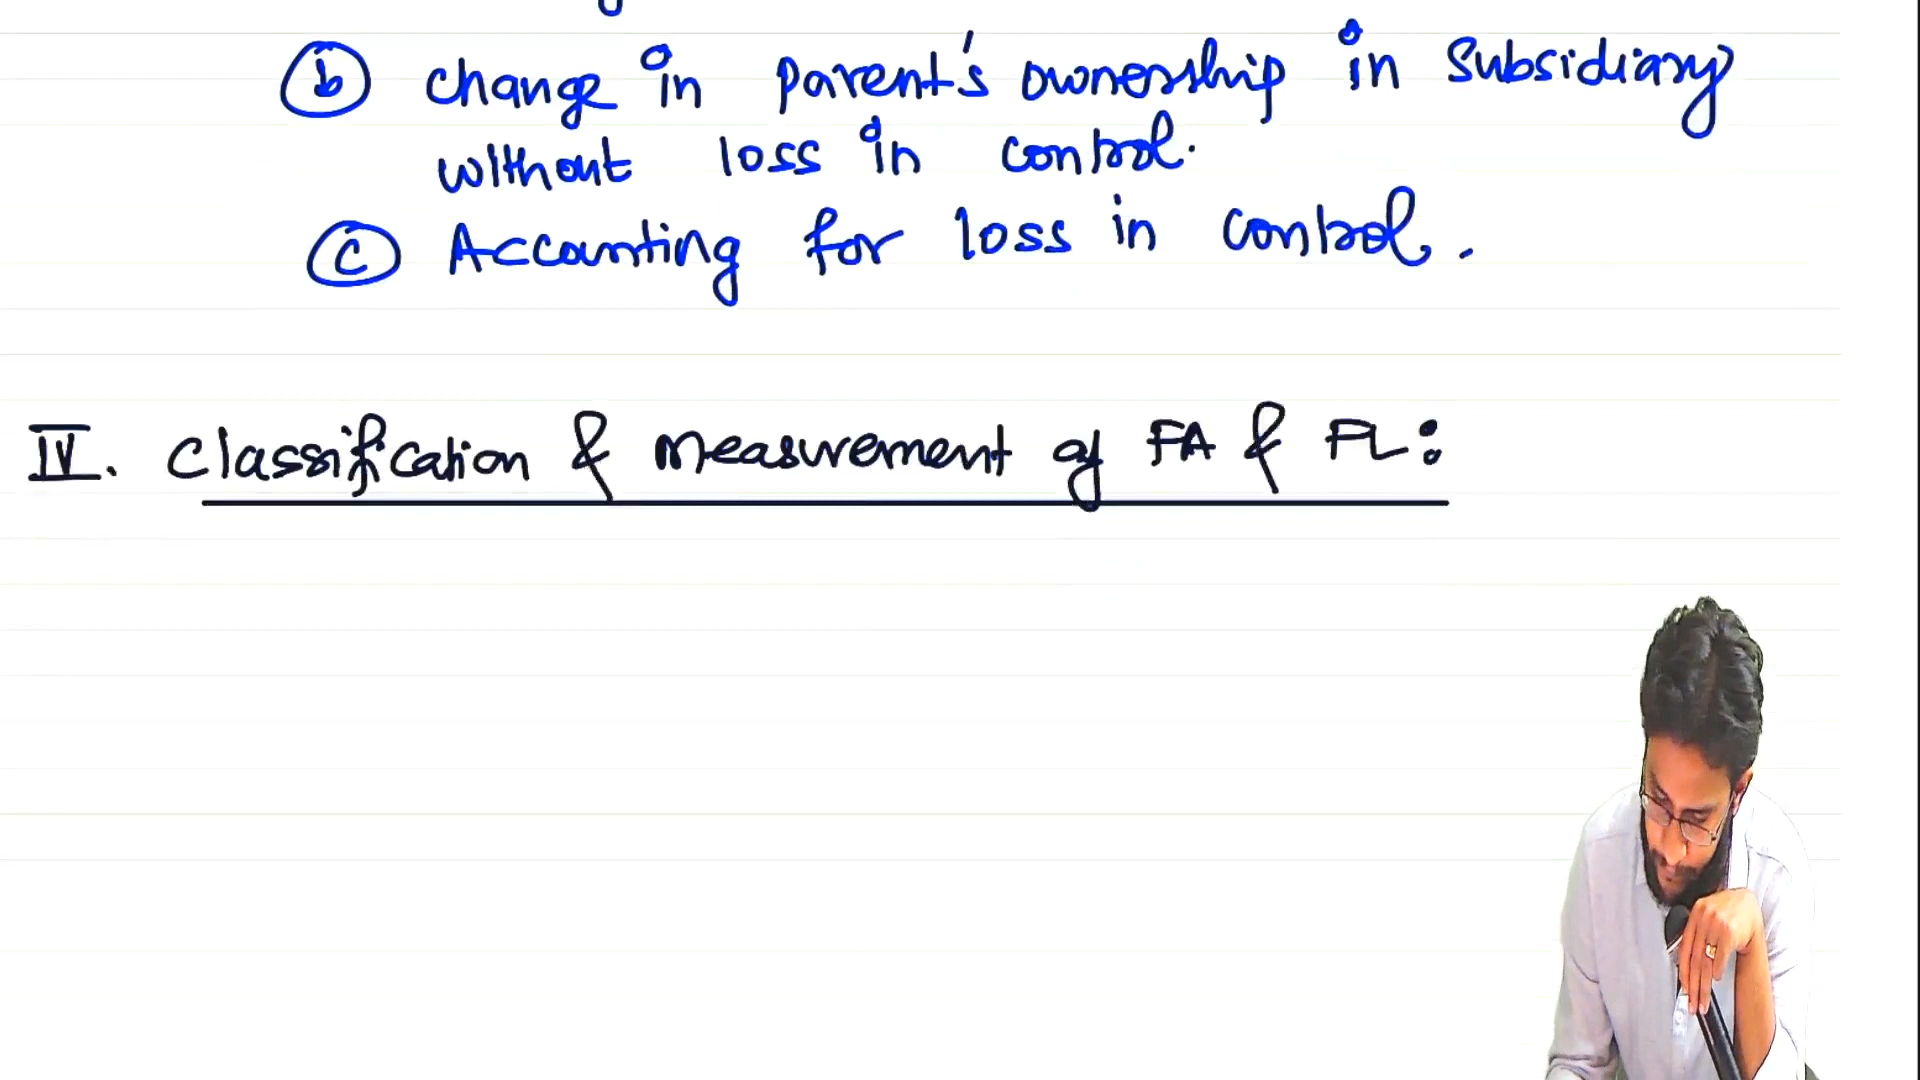 (b) change in parent's ownership in subsidiary
without loss in control.
(c) Accounting for loss in control.
IV. Classification & measurement of FA & FL: